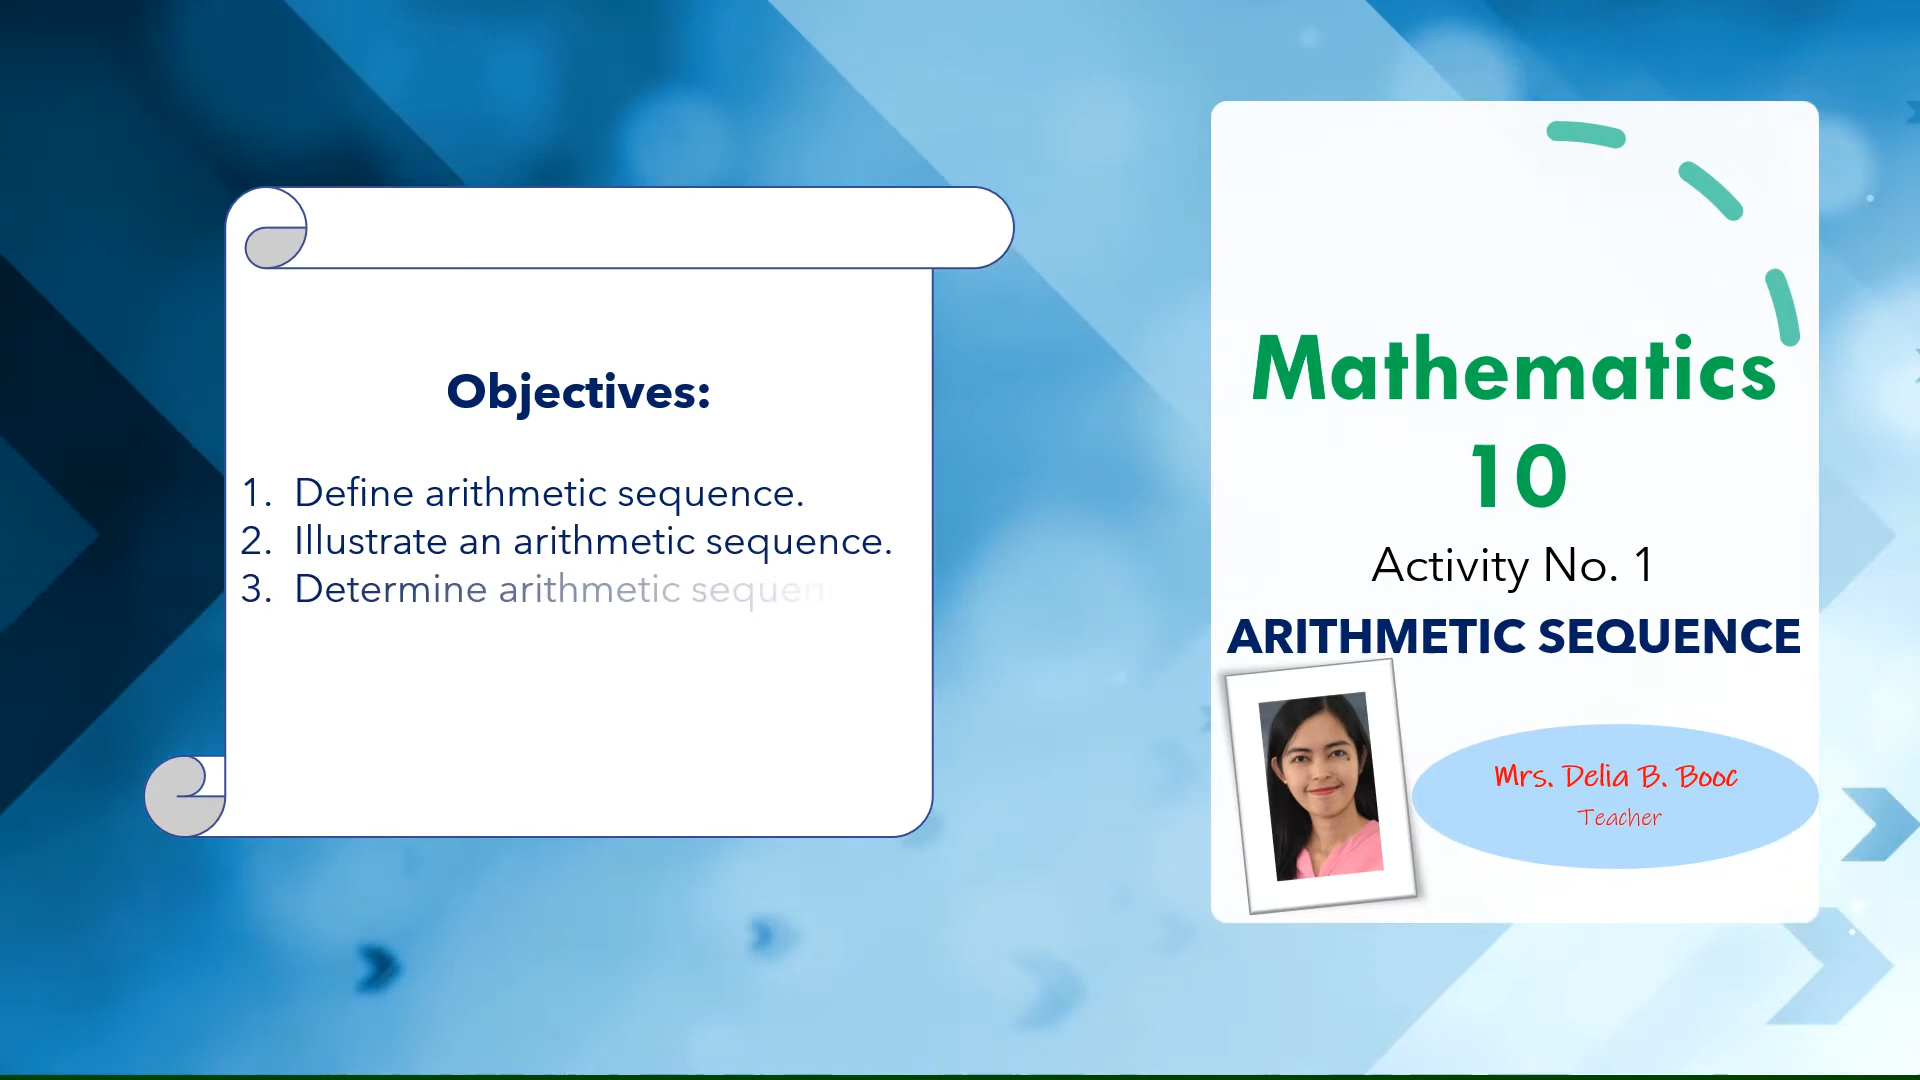 Objectives:
1. Define arithmetic sequence.
2. Illustrate an arithmetic sequence.
3. Determine arithmetic
Mathematics
10
Activity No. 1
ARITHMETIC SEQUENCE
Mrs. Delia B. Booc
Teacher